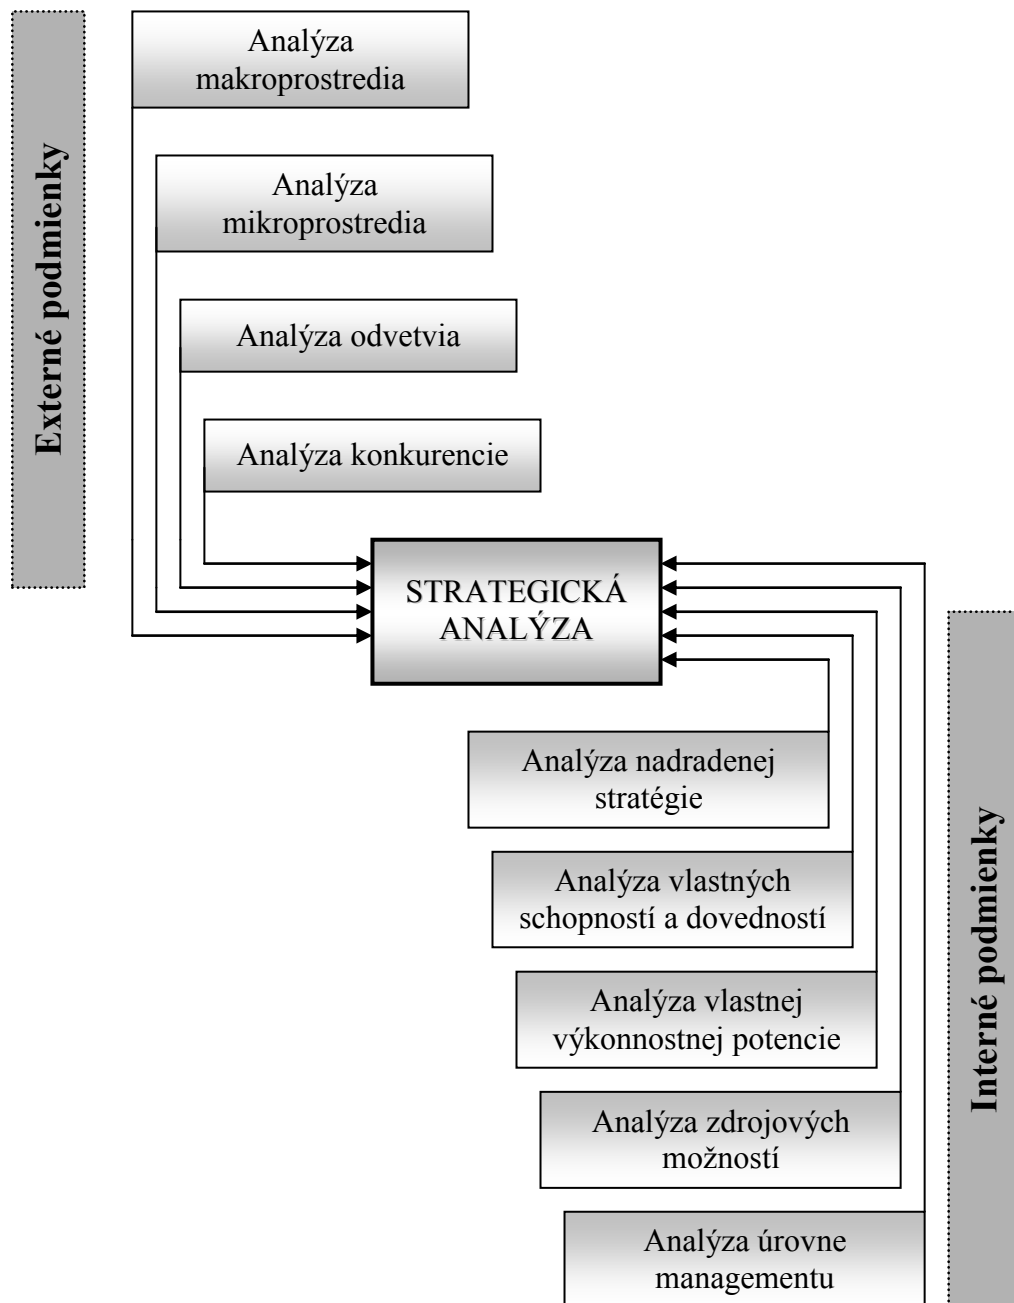 Externé podmienky
Analýza
makroprostredia
Analýza
mikroprostredia
Analýza odvetvia
Analýza konkurencie
STRATEGICKÁ
ANALÝZA
Analýza nadradenej
stratégie
Analýza vlastných
schopností a dovedností
Analýza vlastnej
výkonnostnej potencie
Analýza zdrojových
možností
Analýza úrovne
managementu
Interné podmienky